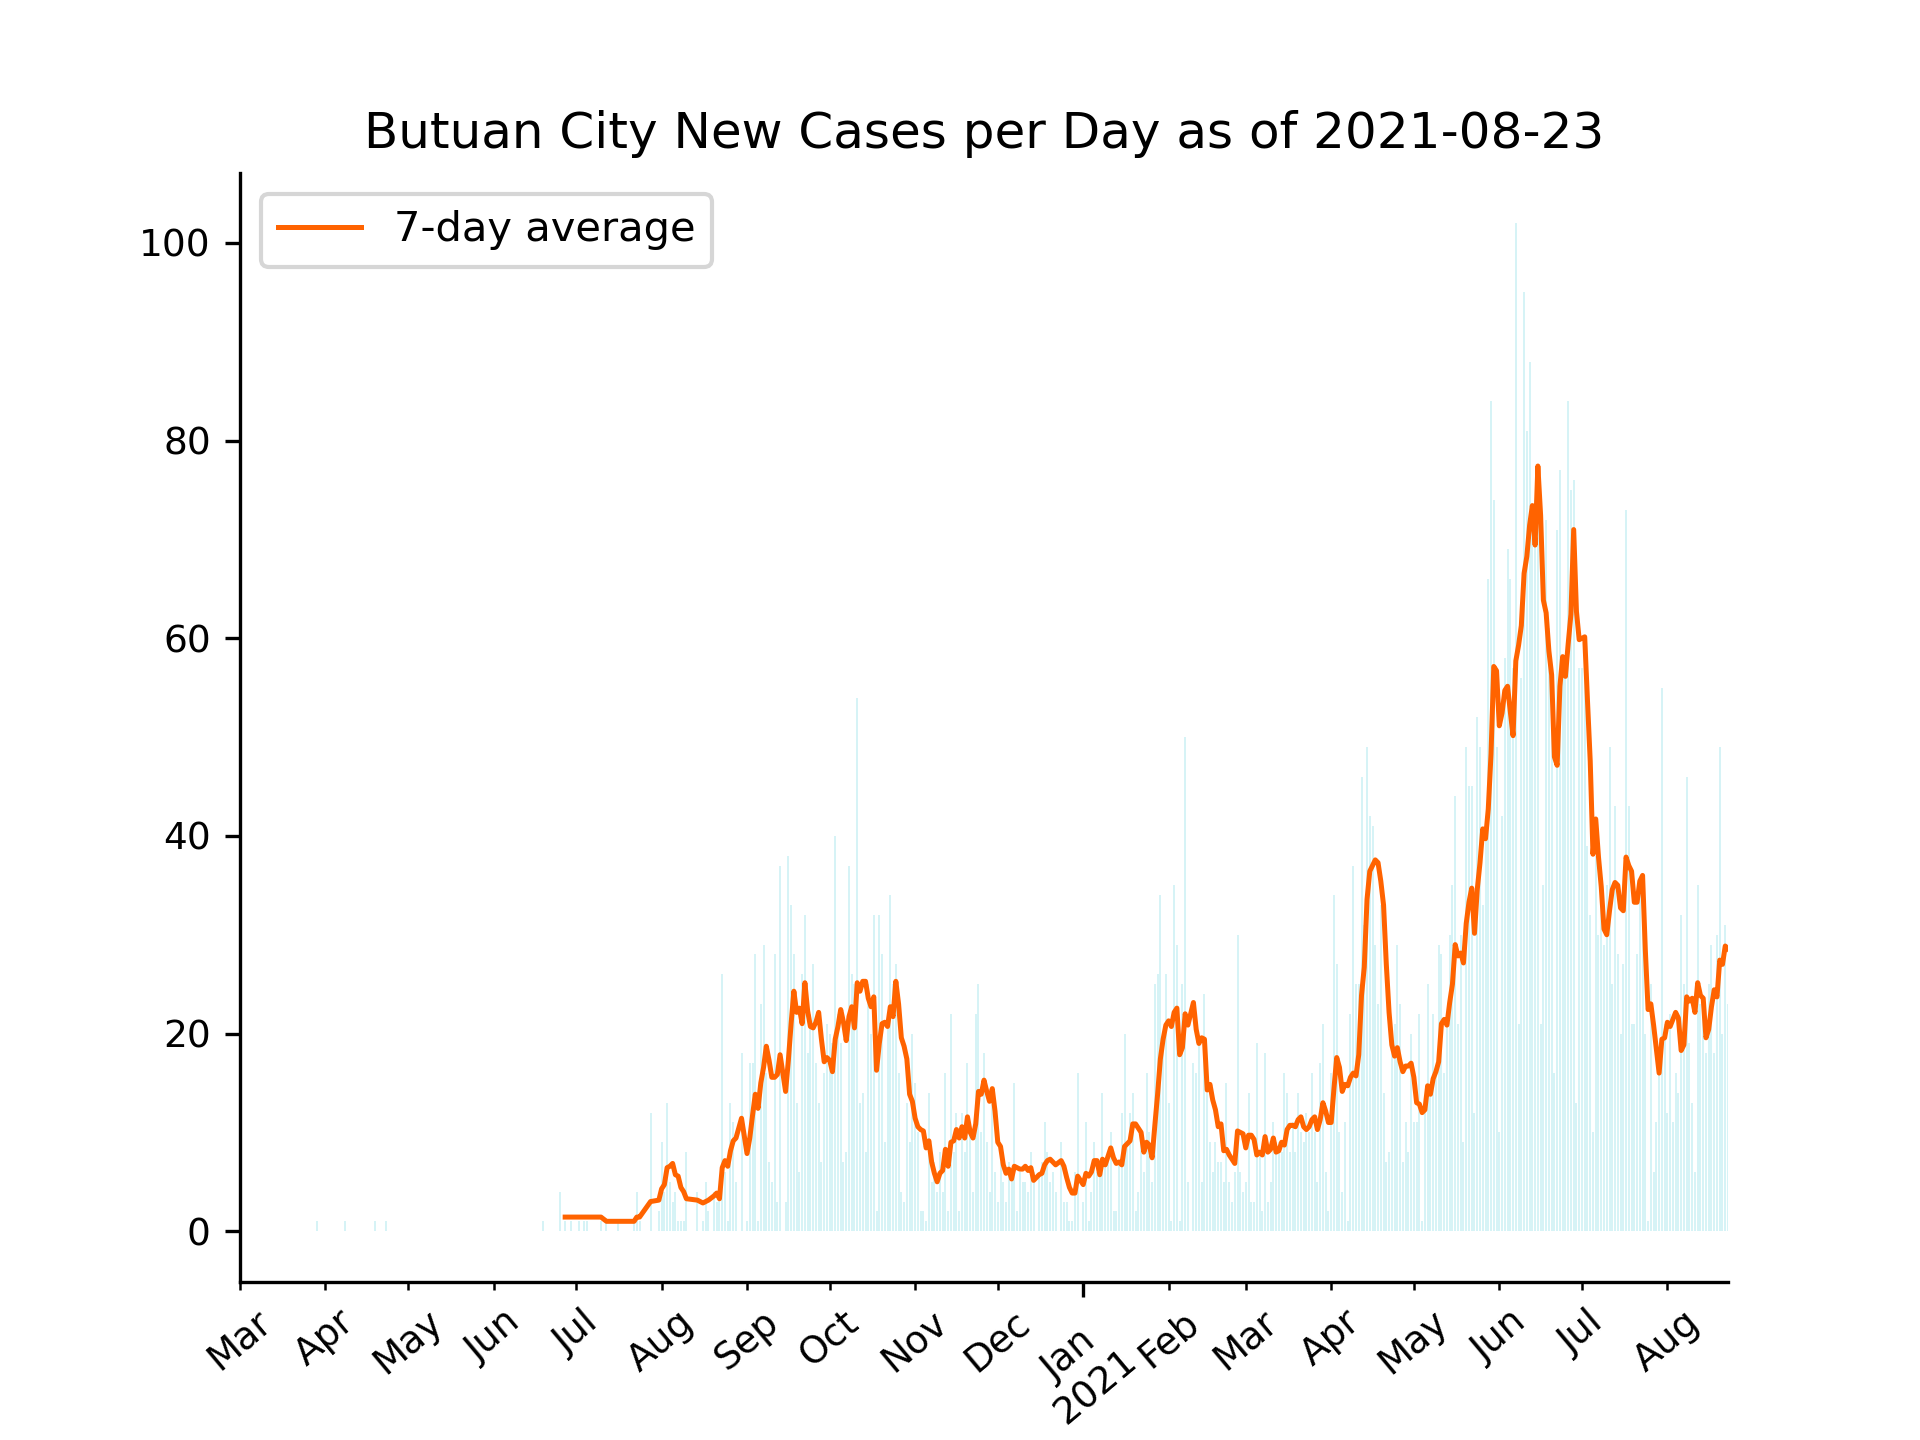 Butuan City New Cases per Day as of 2021-08-23
7-day average
100
80
60
40
20
0
Mar Apr May Jun Jul Aug Sep Oct Nov Dec Jan Feb Mar Apr May Jun Jul Aug
2021